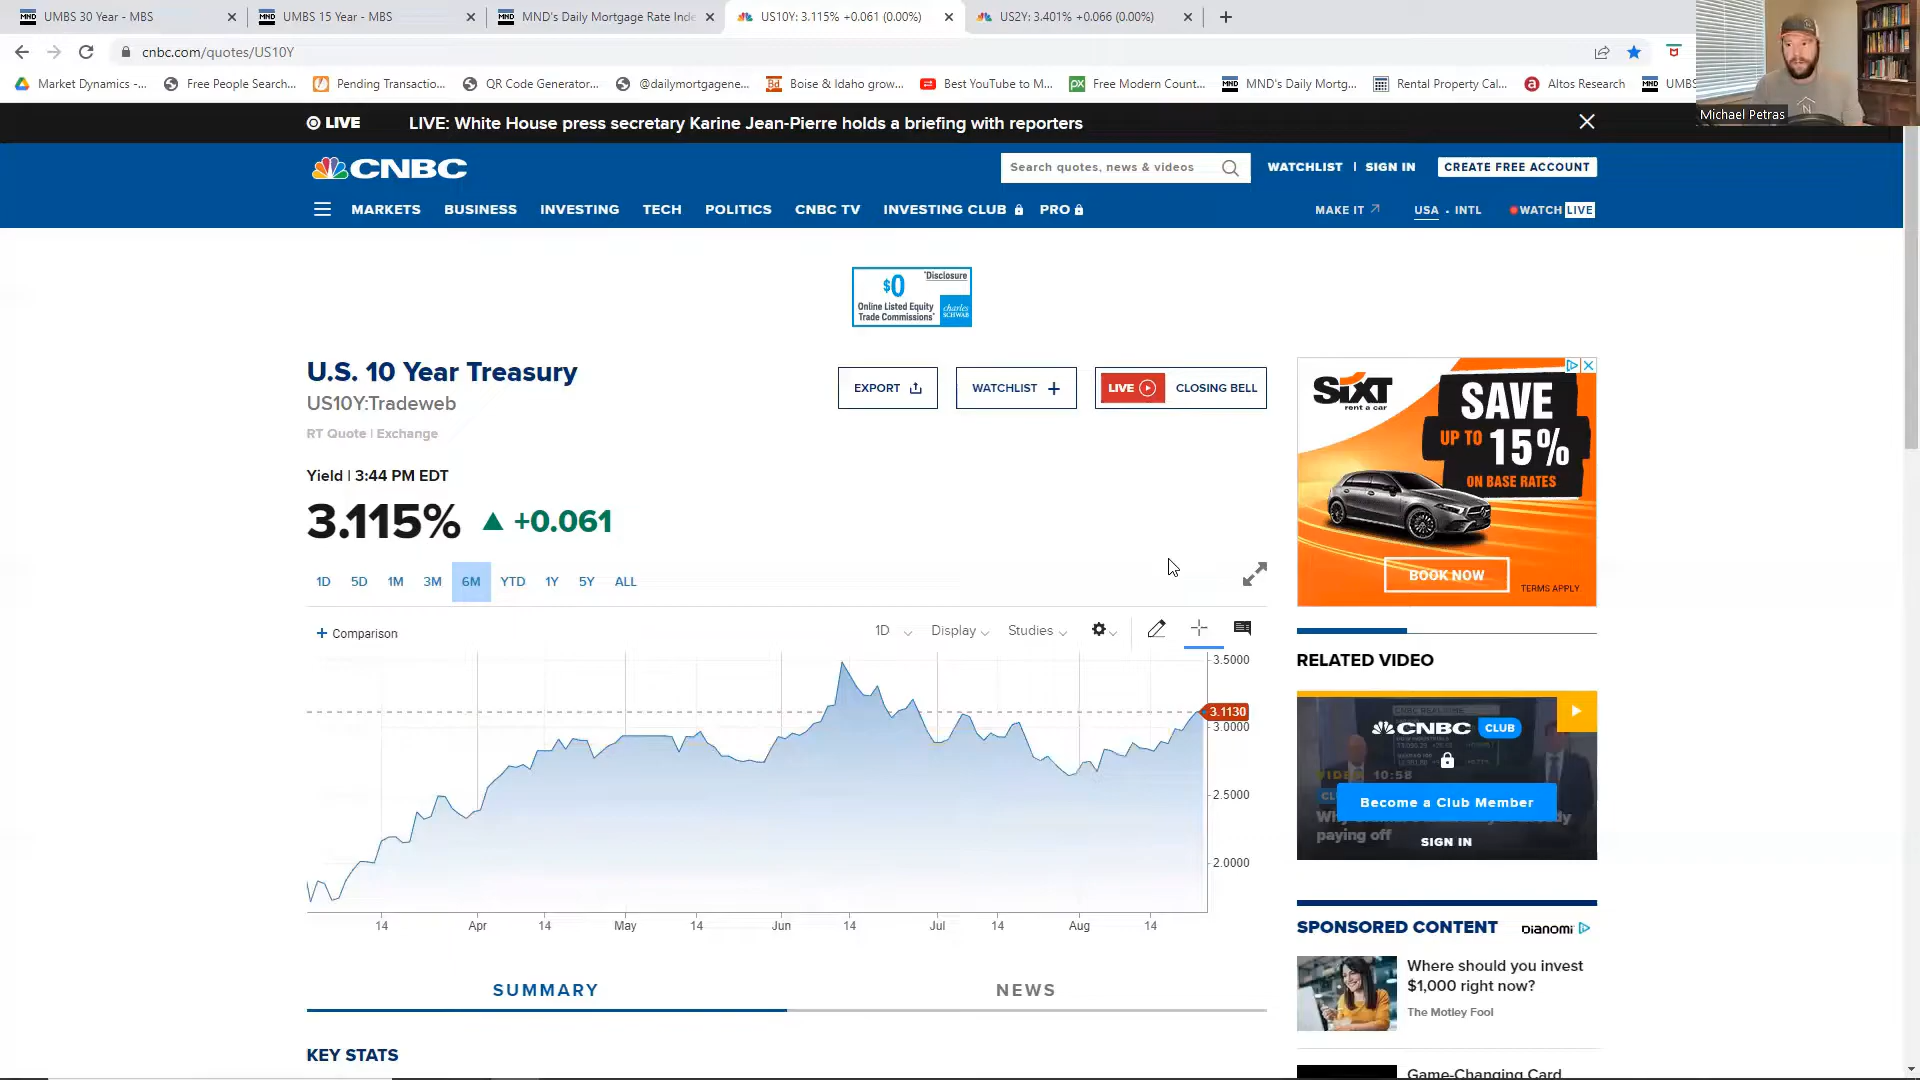 UMBS 30 Year - MBS
UMBS 15 Year - MBS
MND's Daily Mortgage Rate Inde
US10Y: 3.115% +0.061 (0.00%)
US2Y: 3.401% +0.066 (0.00%)
cnbc.com/quotes/US10Y
Market Dynamics -...
Free People Search...
Pending Transactio...
QR Code Generator...
@dailymortgagene...
Boise & Idaho grow...
Best YouTube to M...
Free Modern Count...
MND's Daily Mortg...
Rental Property Cal...
Altos Research
UMBS
Michael Petras
LIVE
LIVE: White House press secretary Karine Jean-Pierre holds a briefing with reporters
CNBC
Search quotes, news & videos
WATCHLIST | SIGN IN
CREATE FREE ACCOUNT
MARKETS BUSINESS INVESTING TECH POLITICS CNBC TV INVESTING CLUB PRO
MAKE IT
USA - INTL
WATCH LIVE
*Disclosure
$0
Online Listed Equity
Trade Commissions*
charles
SCHWAB
U.S. 10 Year Treasury
US10Y:Tradeweb
RT Quote | Exchange
EXPORT
WATCHLIST +
LIVE CLOSING BELL
Yield | 3:44 PM EDT
3.115% ▲ +0.061
1D 5D 1M 3M 6M YTD 1Y 5Y ALL
+ Comparison
1D Display Studies
3.5000
3.1130
3.0000
2.5000
2.0000
14 Apr 14 May 14 Jun 14 Jul 14 Aug 14
SUMMARY
NEWS
KEY STATS
SIXT
rent a car
SAVE
UP TO 15%
ON BASE RATES
BOOK NOW
TERMS APPLY
RELATED VIDEO
CNBC CLUB
VIDEO 10:58
Become a Club Member
paying off
SIGN IN
SPONSORED CONTENT
DIANOMI
Where should you invest
$1,000 right now?
The Motley Fool
Game-Changing Card